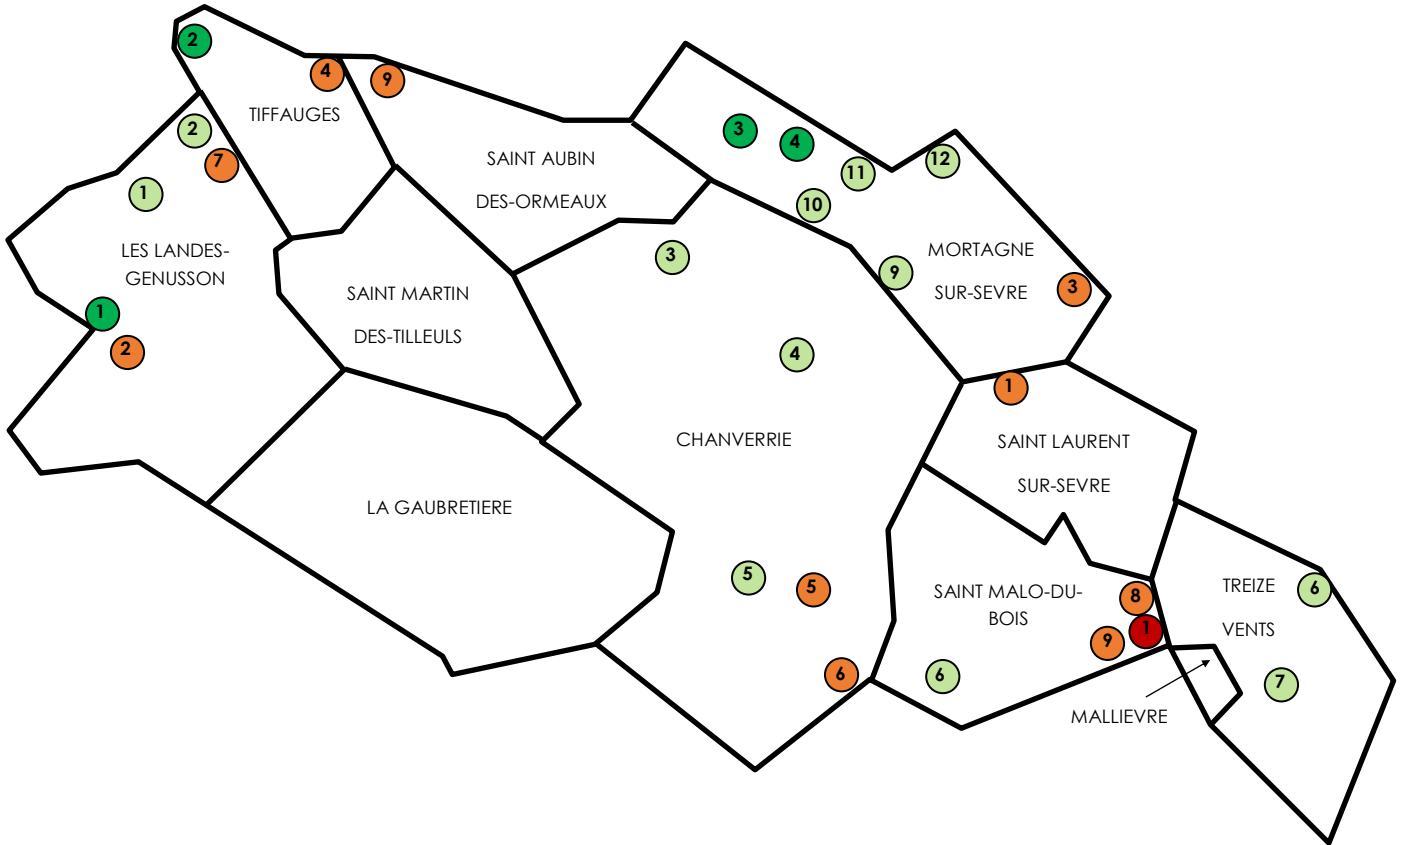 2
4
9
TIFFAUGES
2
7
1
3
4
11
12
10
SAINT AUBIN
DES-ORMEAUX
LES LANDES-
GENUSSON
3
9
MORTAGNE
SUR-SEVRE
3
SAINT MARTIN
DES-TILLEULS
1
2
4
1
CHANVERRIE
SAINT LAURENT
SUR-SEVRE
LA GAUBRETIERE
5
5
SAINT MALO-DU-
BOIS
8
1
9
TREIZE
VENTS
6
6
6
7
MALLIEVRE